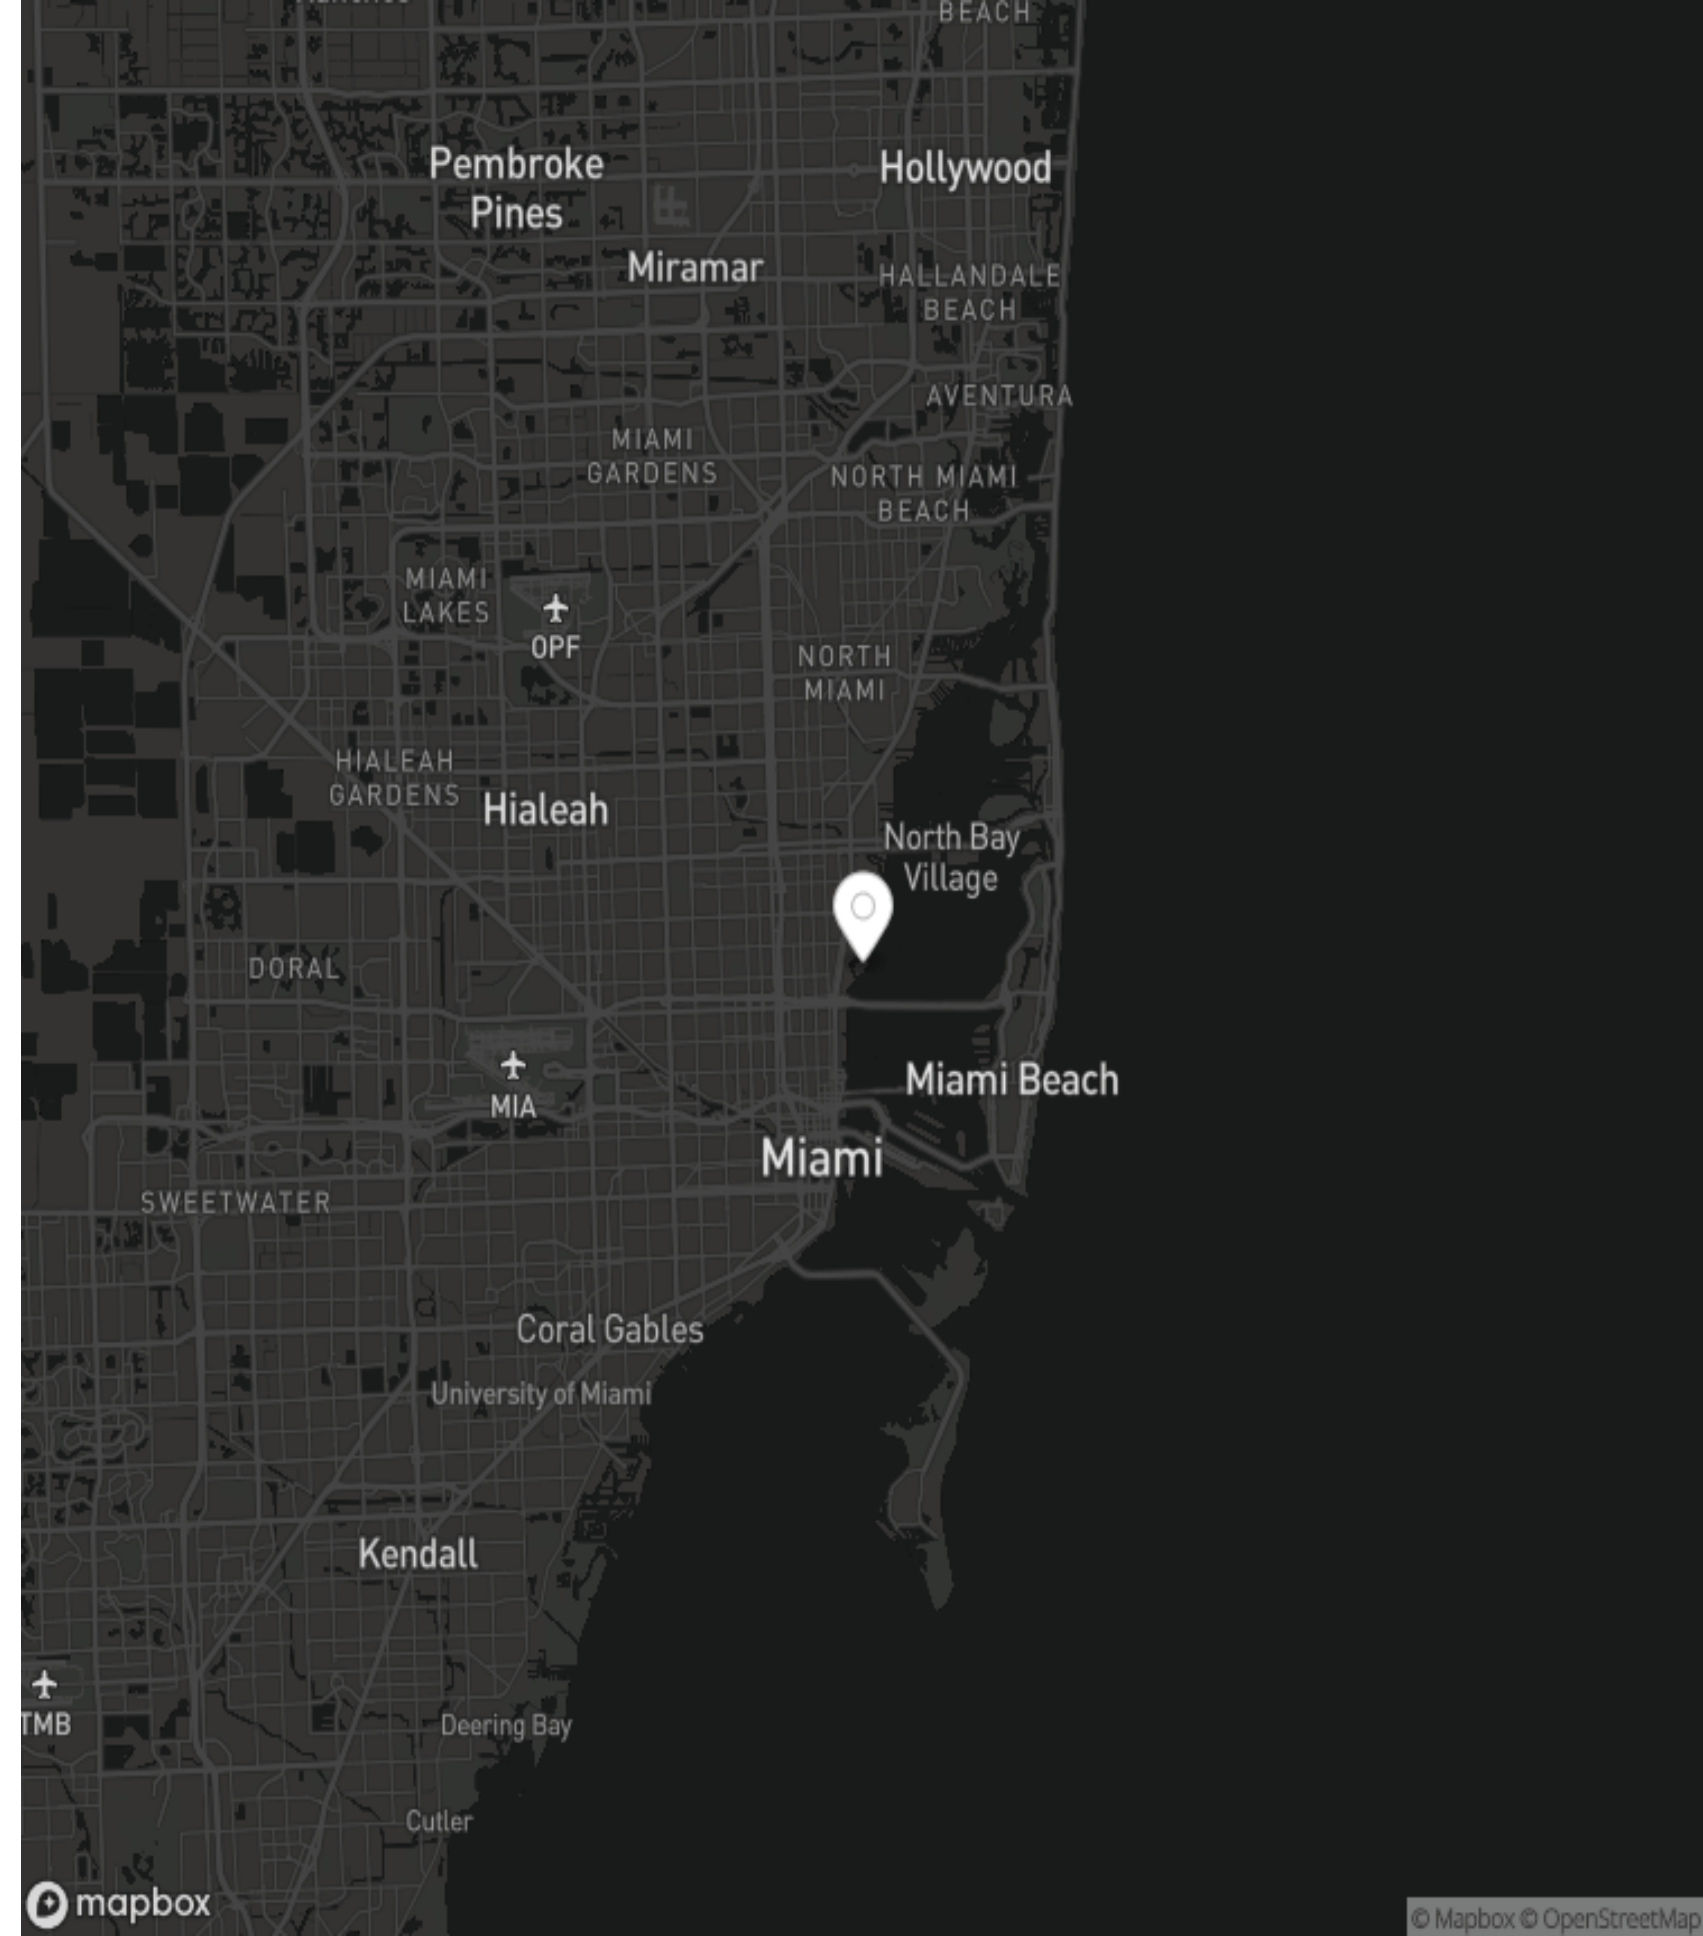 BEACH
Pembroke
Pines
Hollywood
Miramar
HALLANDALE
BEACH
AVENTURA
MIAMI
GARDENS
NORTH MIAMI
BEACH
MIAMI
LAKES
OPF
NORTH
MIAMI
HIALEAH
GARDENS
Hialeah
North Bay
Village
DORAL
MIA
Miami Beach
Miami
SWEETWATER
Coral Gables
University of Miami
Kendall
TMB
Deering Bay
Cutler
mapbox
© Mapbox © OpenStreetMap